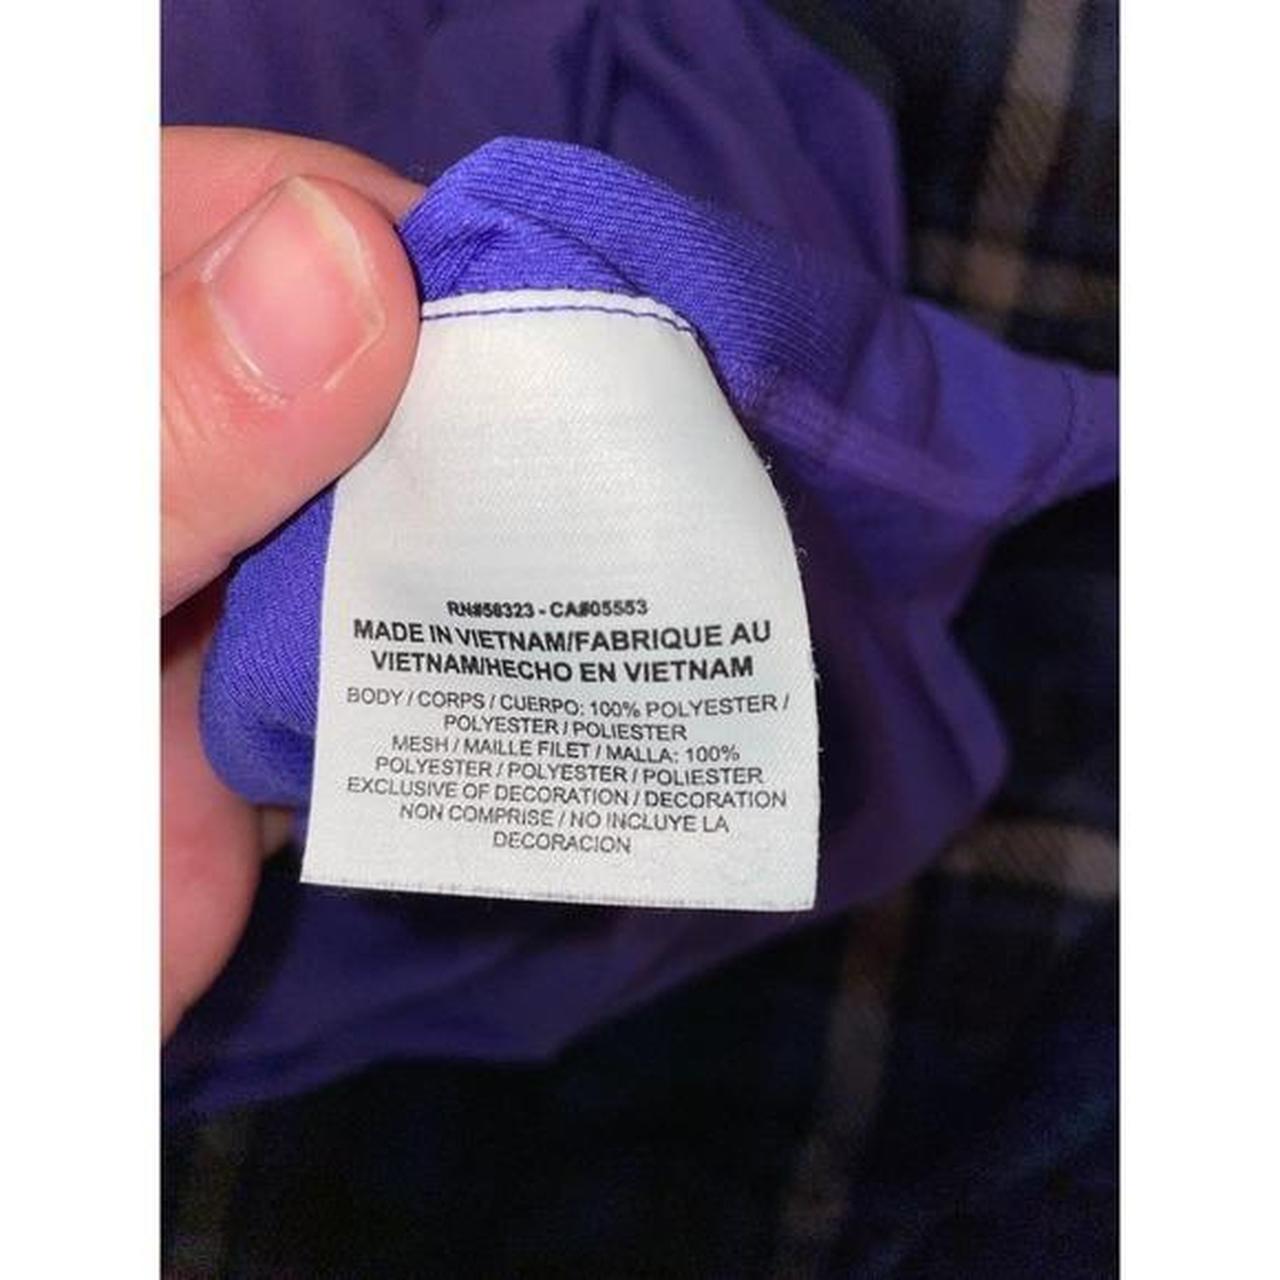 RN#56323 - CA#05553
MADE IN VIETNAM/FABRIQUE AU
VIETNAM/HECHO EN VIETNAM
BODY / CORPS / CUERPO: 100% POLYESTER /
POLYESTER / POLIESTER
MESH / MAILLE FILET / MALLA: 100%
POLYESTER / POLYESTER / POLIESTER
EXCLUSIVE OF DECORATION / DECORATION
NON COMPRISE / NO INCLUYE LA
DECORACION